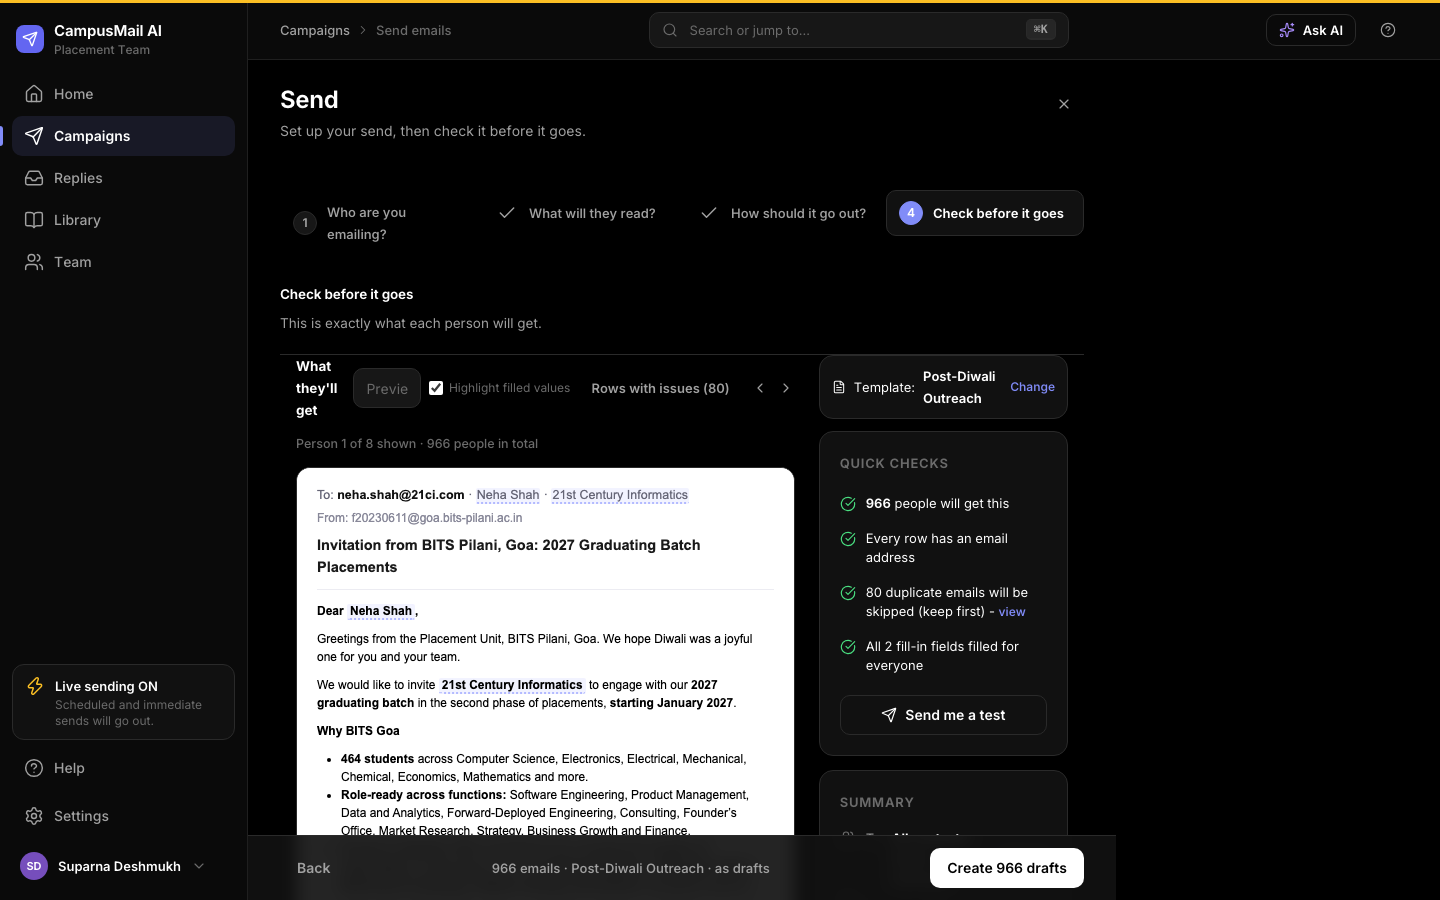 CampusMail AI
Placement Team
Home
Campaigns
Replies
Library
Team
Live sending ON
Scheduled and immediate
sends will go out.
Help
Settings
SD Suparna Deshmukh
Campaigns > Send emails
Search or jump to... ⌘K
Ask AI
Send
Set up your send, then check it before it goes.
1 Who are you
emailing?
What will they read?
How should it go out?
4 Check before it goes
Check before it goes
This is exactly what each person will get.
What
they'll
get
Previe
Highlight filled values
Rows with issues (80)
Person 1 of 8 shown · 966 people in total
To: neha.shah@21ci.com · Neha Shah · 21st Century Informatics
From: f20230611@goa.bits-pilani.ac.in
Invitation from BITS Pilani, Goa: 2027 Graduating Batch
Placements
Dear Neha Shah,
Greetings from the Placement Unit, BITS Pilani, Goa. We hope Diwali was a joyful
one for you and your team.
We would like to invite 21st Century Informatics to engage with our 2027
graduating batch in the second phase of placements, starting January 2027.
Why BITS Goa
• 464 students across Computer Science, Electronics, Electrical, Mechanical,
Chemical, Economics, Mathematics and more.
• Role-ready across functions: Software Engineering, Product Management,
Data and Analytics, Forward-Deployed Engineering, Consulting, Founder's
Office, Market Research, Strategy, Business Growth and Finance.
Template: Post-Diwali
Outreach
Change
QUICK CHECKS
966 people will get this
Every row has an email
address
80 duplicate emails will be
skipped (keep first) - view
All 2 fill-in fields filled for
everyone
Send me a test
SUMMARY
Back
966 emails · Post-Diwali Outreach · as drafts
Create 966 drafts